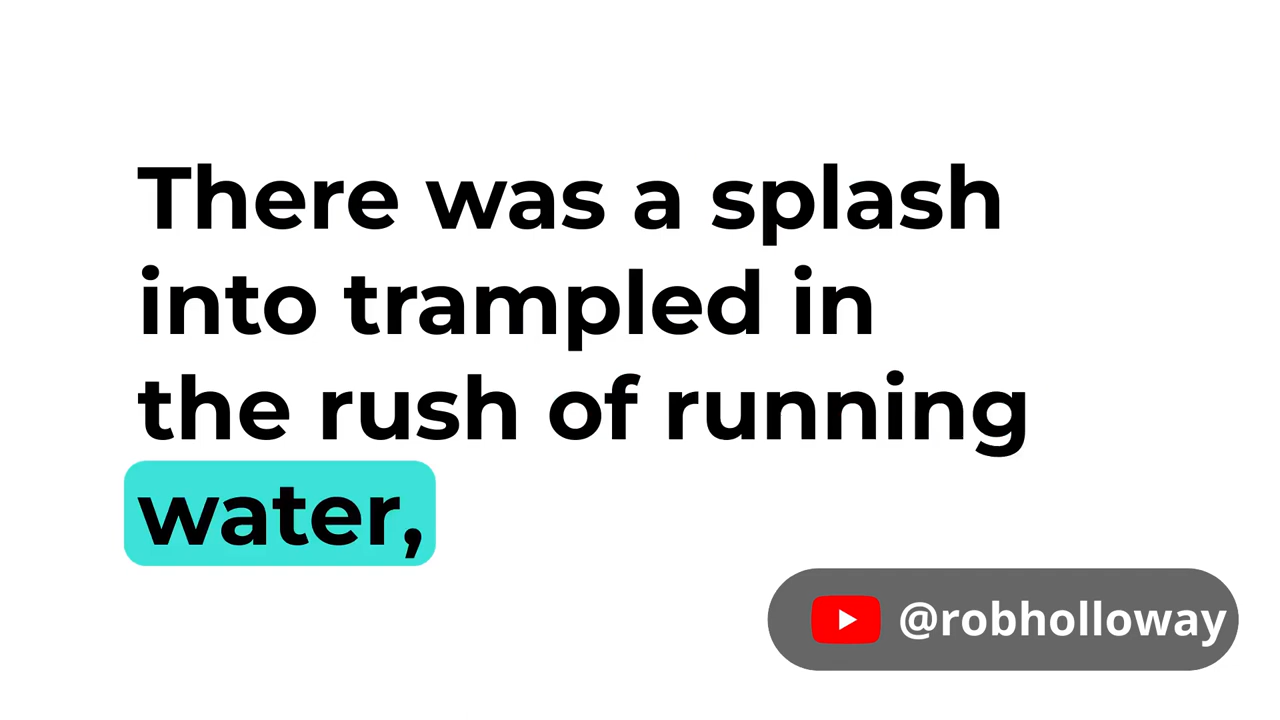 There was a splash
into trampled in
the rush of running
water,
@robholloway